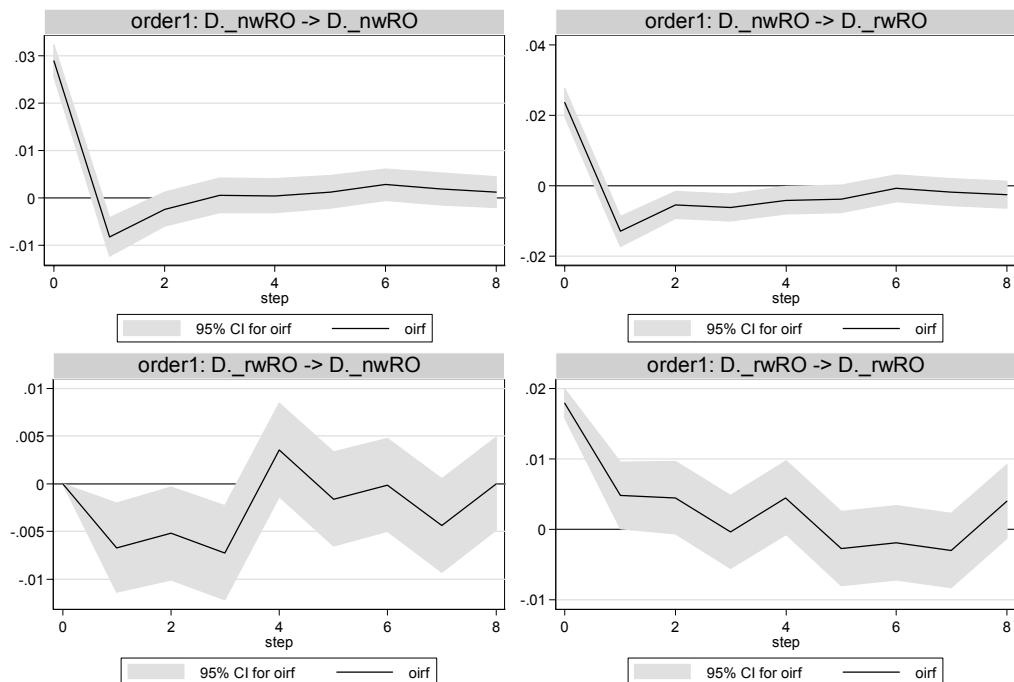 order1: D._nwRO -> D._nwRO
.03
.02
.01
0
-.01
0 2 4 6 8
step
95% CI for oirf oirf
order1: D._nwRO -> D._rwRO
.04
.02
0
-.02
0 2 4 6 8
step
95% CI for oirf oirf
order1: D._rwRO -> D._nwRO
.01
.005
0
-.005
-.01
0 2 4 6 8
step
95% CI for oirf oirf
order1: D._rwRO -> D._rwRO
.02
.01
0
-.01
0 2 4 6 8
step
95% CI for oirf oirf